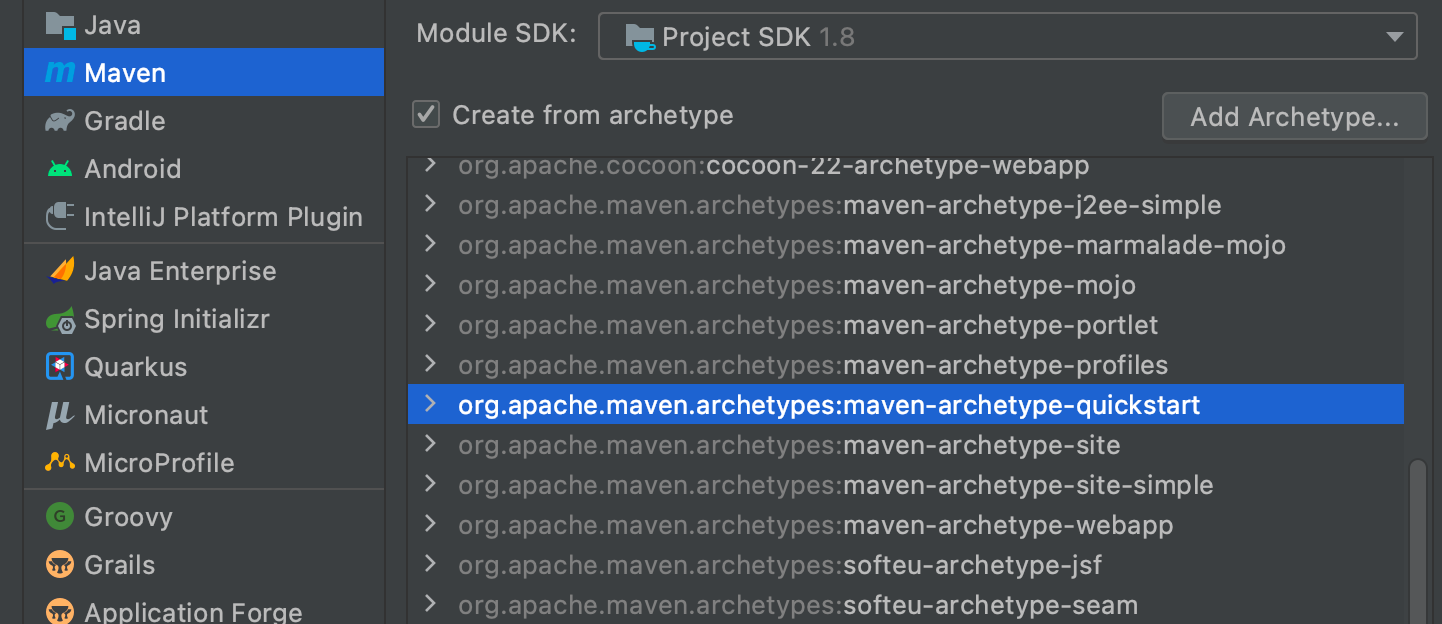 Java
Maven
Gradle
Android
IntelliJ Platform Plugin
Java Enterprise
Spring Initializr
Quarkus
Micronaut
MicroProfile
Groovy
Grails
Application Forge
Module SDK: Project SDK 1.8
Create from archetype
Add Archetype...
org.apache.cocoon:cocoon-22-archetype-webapp
org.apache.maven.archetypes:maven-archetype-j2ee-simple
org.apache.maven.archetypes:maven-archetype-marmalade-mojo
org.apache.maven.archetypes:maven-archetype-mojo
org.apache.maven.archetypes:maven-archetype-portlet
org.apache.maven.archetypes:maven-archetype-profiles
org.apache.maven.archetypes:maven-archetype-quickstart
org.apache.maven.archetypes:maven-archetype-site
org.apache.maven.archetypes:maven-archetype-site-simple
org.apache.maven.archetypes:maven-archetype-webapp
org.apache.maven.archetypes:softeu-archetype-jsf
org.apache.maven.archetypes:softeu-archetype-seam